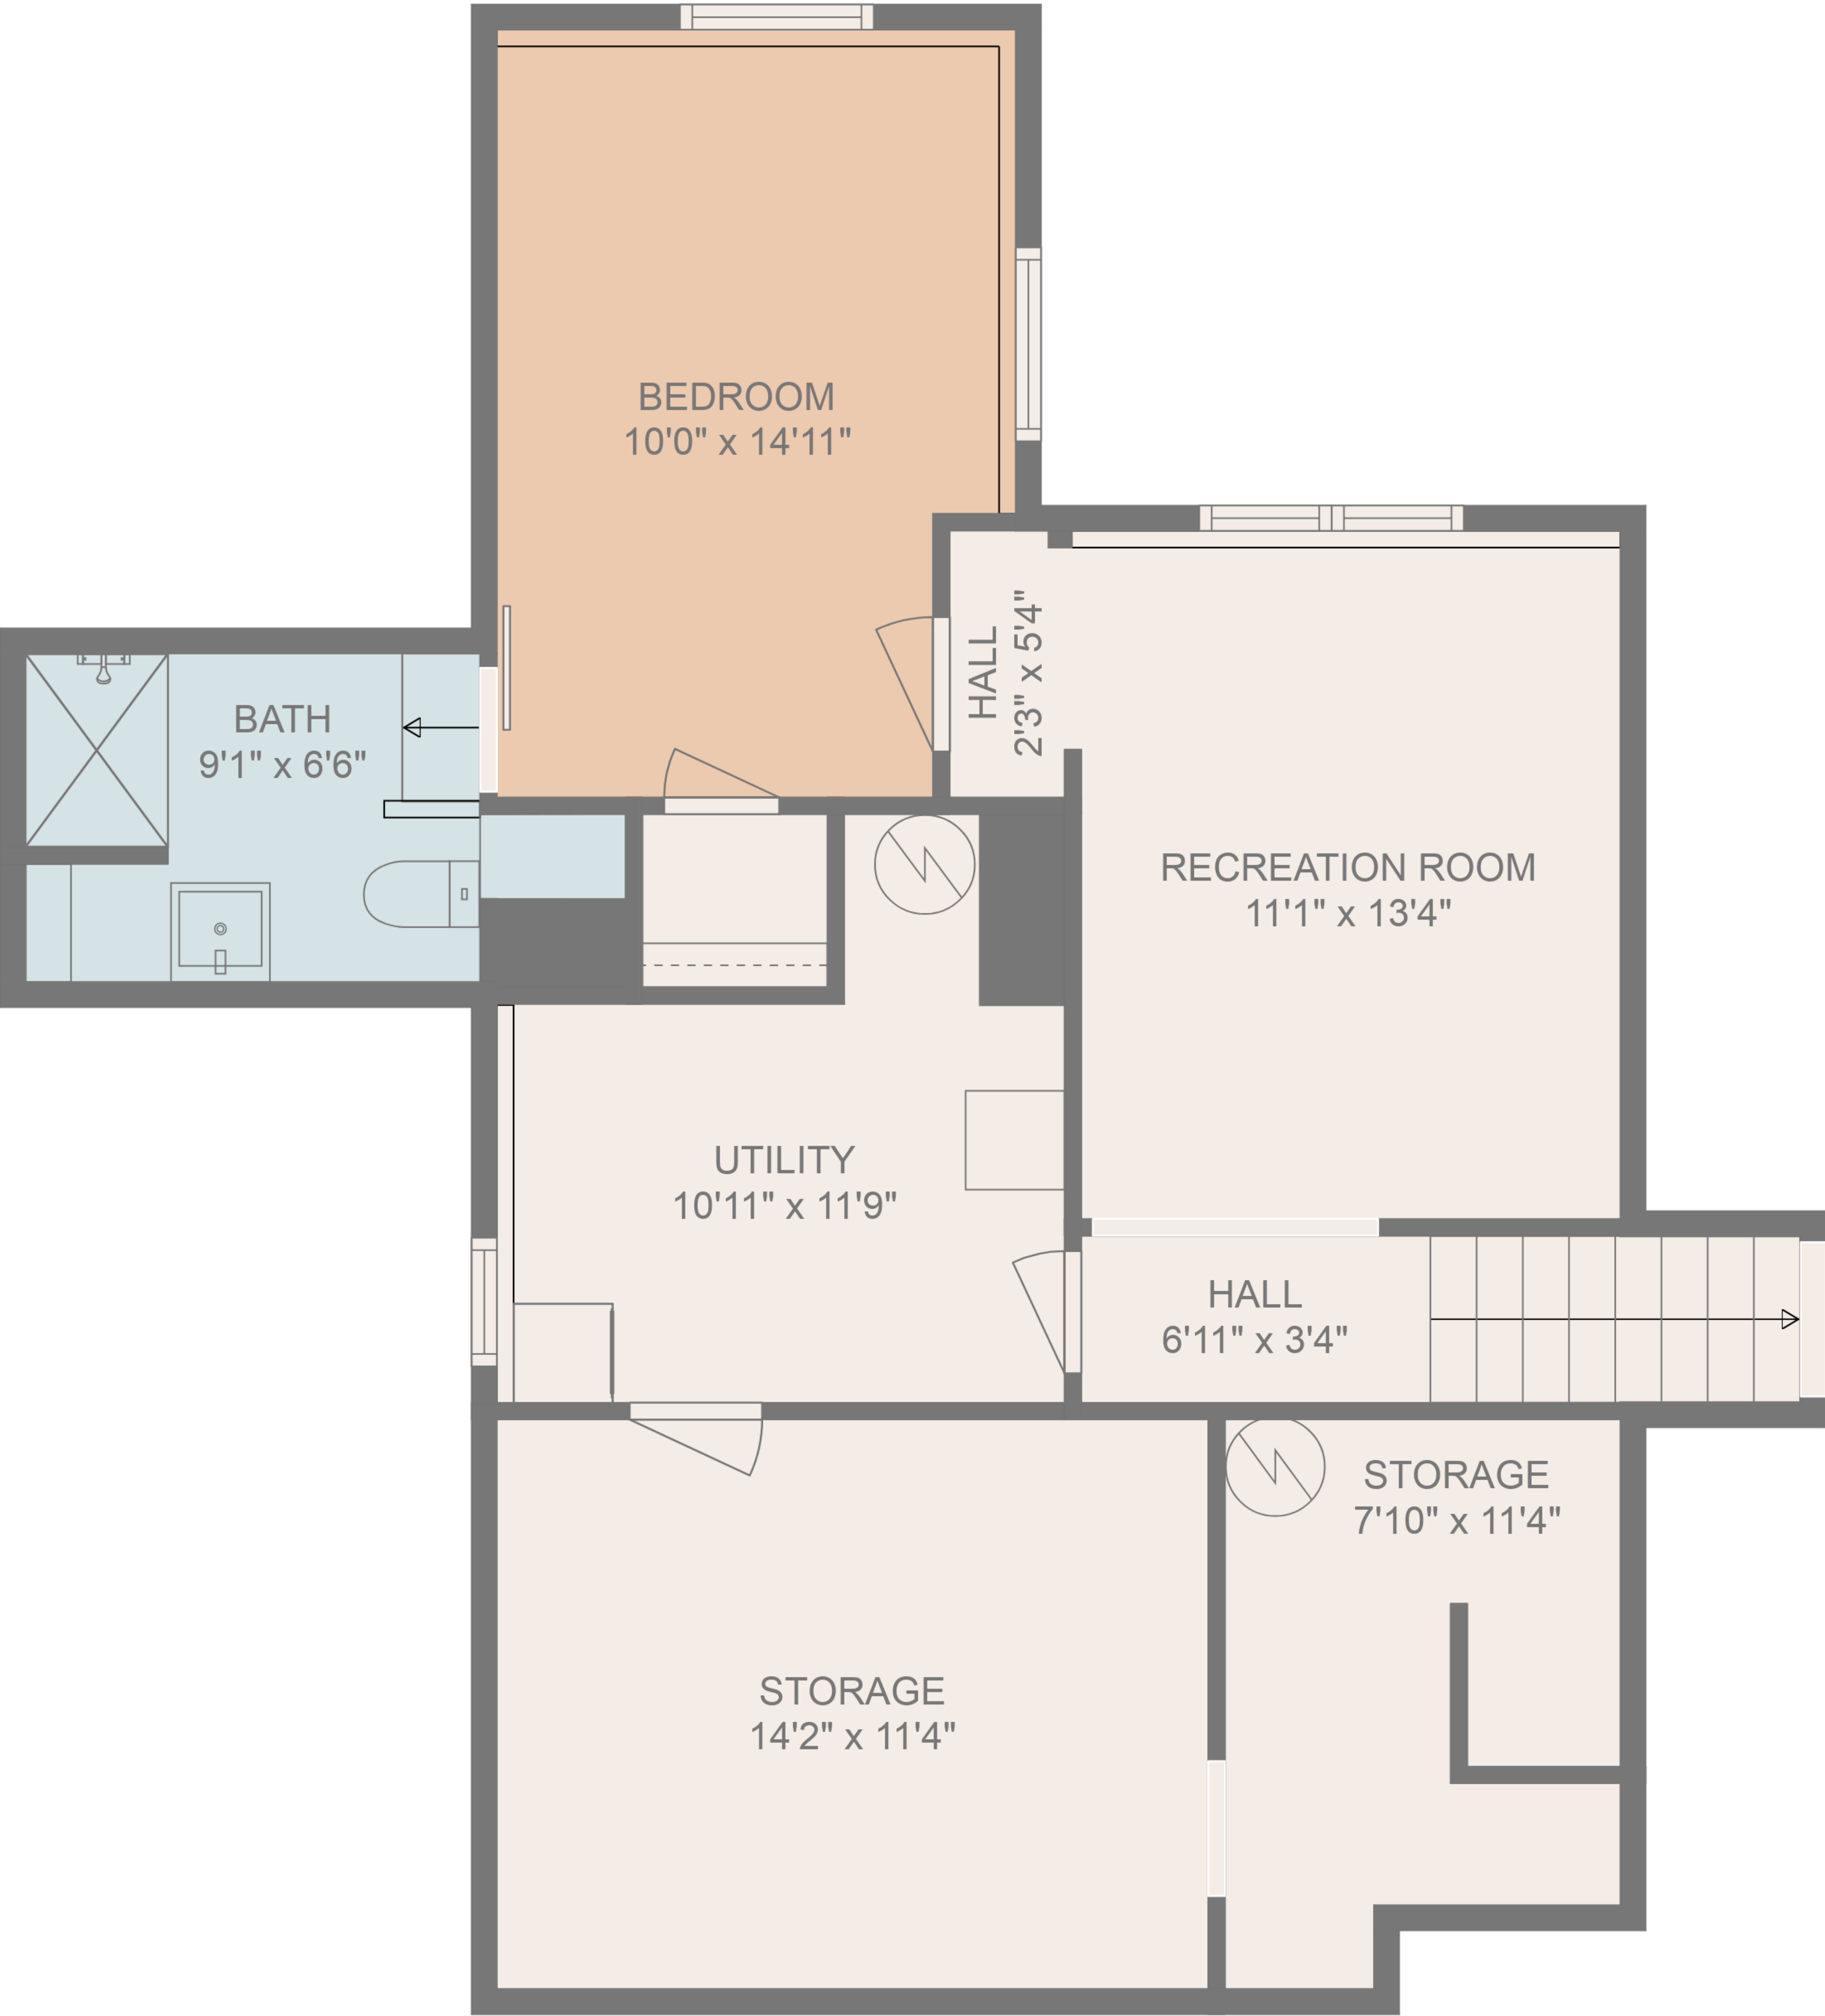 BEDROOM
10'0" x 14'11"
HALL
2'3" x 5'4"
BATH
9'1" x 6'6"
RECREATION ROOM
11'1" x 13'4"
UTILITY
10'11" x 11'9"
HALL
6'11" x 3'4"
STORAGE
7'10" x 11'4"
STORAGE
14'2" x 11'4"